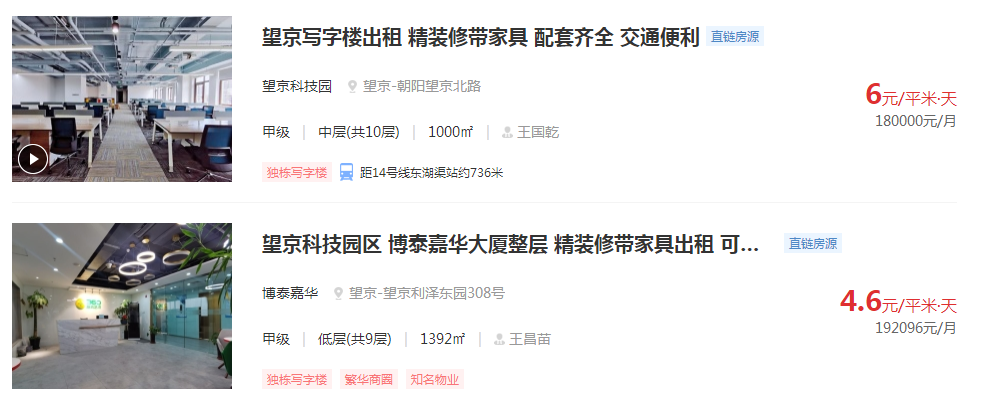 望京写字楼出租 精装修带家具 配套齐全 交通便利 直链房源
望京科技园 望京-朝阳望京北路
6元/平米·天
180000元/月
甲级 中层(共10层) 1000㎡ 王国乾
独栋写字楼 距14号线东湖渠站约736米
望京科技园区 博泰嘉华大厦整层 精装修带家具出租 可... 直链房源
博泰嘉华 望京-望京利泽东园308号
4.6元/平米·天
192096元/月
甲级 低层(共9层) 1392㎡ 王昌苗
独栋写字楼 繁华商圈 知名物业